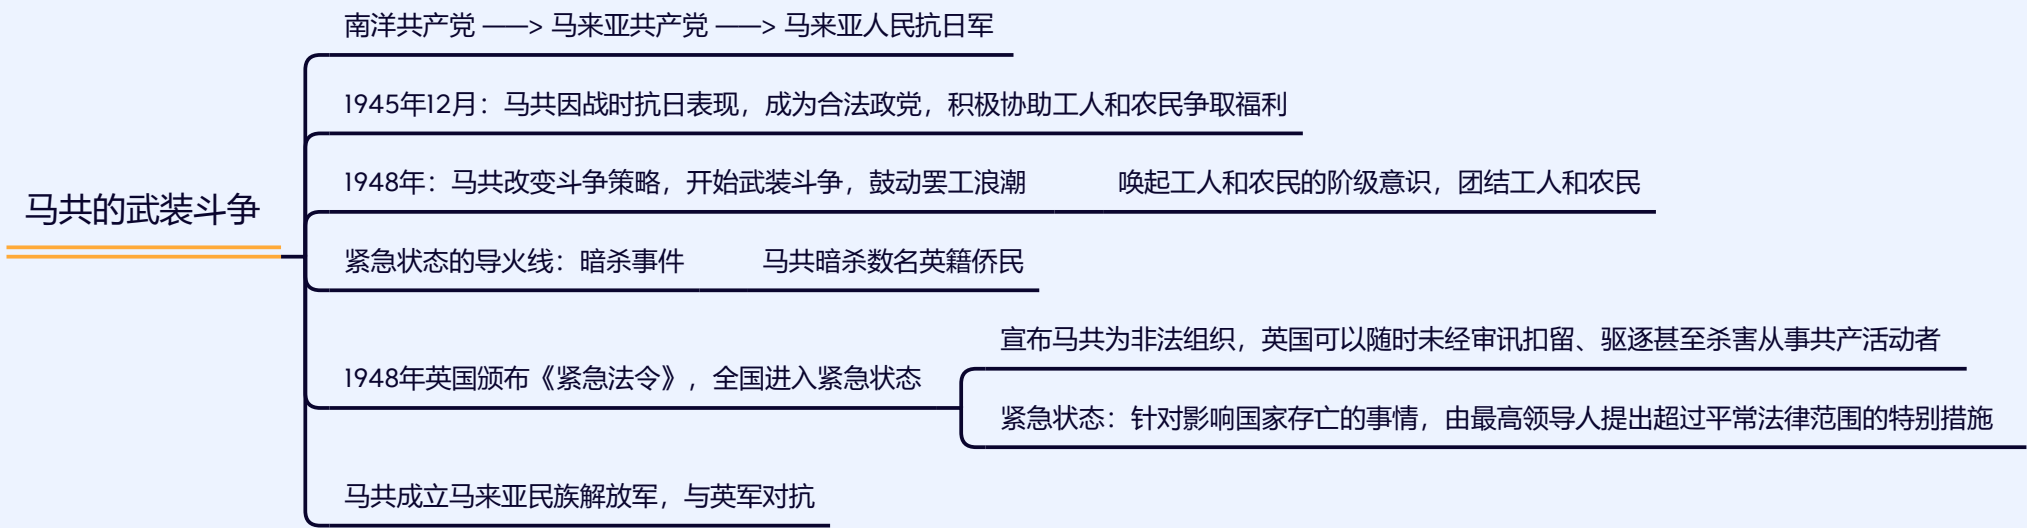 南洋共产党 ——> 马来亚共产党 ——> 马来亚人民抗日军
1945年12月：马共因战时抗日表现，成为合法政党，积极协助工人和农民争取福利
1948年：马共改变斗争策略，开始武装斗争，鼓动罢工浪潮
唤起工人和农民的阶级意识，团结工人和农民
马共的武装斗争
紧急状态的导火线：暗杀事件
马共暗杀数名英籍侨民
宣布马共为非法组织，英国可以随时未经审讯扣留、驱逐甚至杀害从事共产活动者
1948年英国颁布《紧急法令》，全国进入紧急状态
紧急状态：针对影响国家存亡的事情，由最高领导人提出超过平常法律范围的特别措施
马共成立马来亚民族解放军，与英军对抗